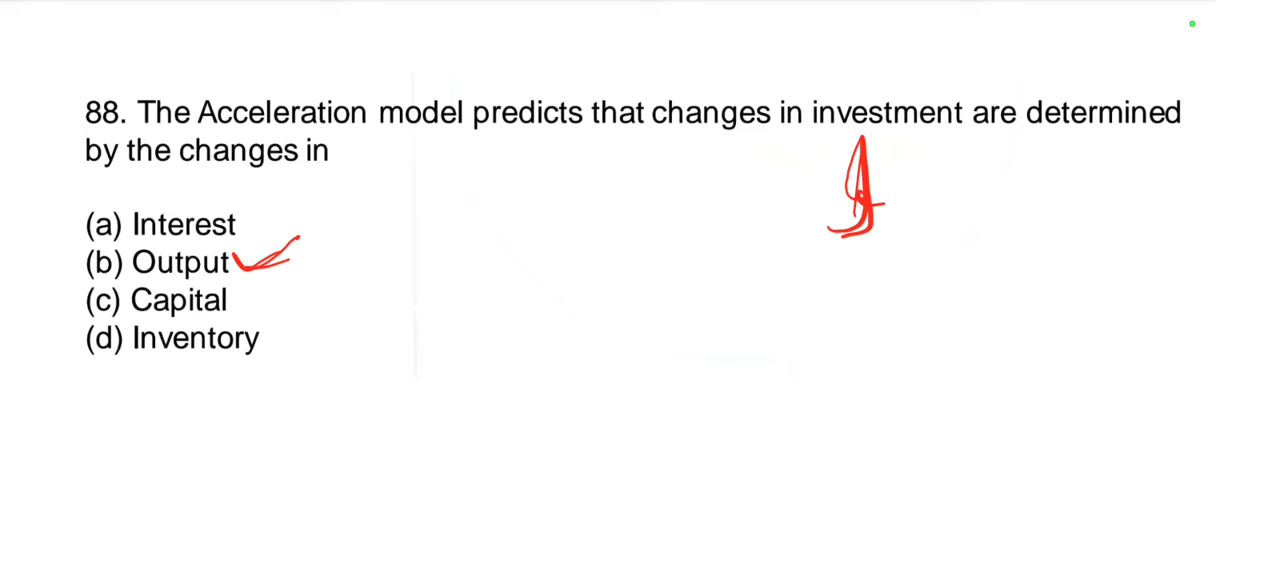 88. The Acceleration model predicts that changes in investment are determined
by the changes in
(a) Interest
(b) Output
(c) Capital
(d) Inventory